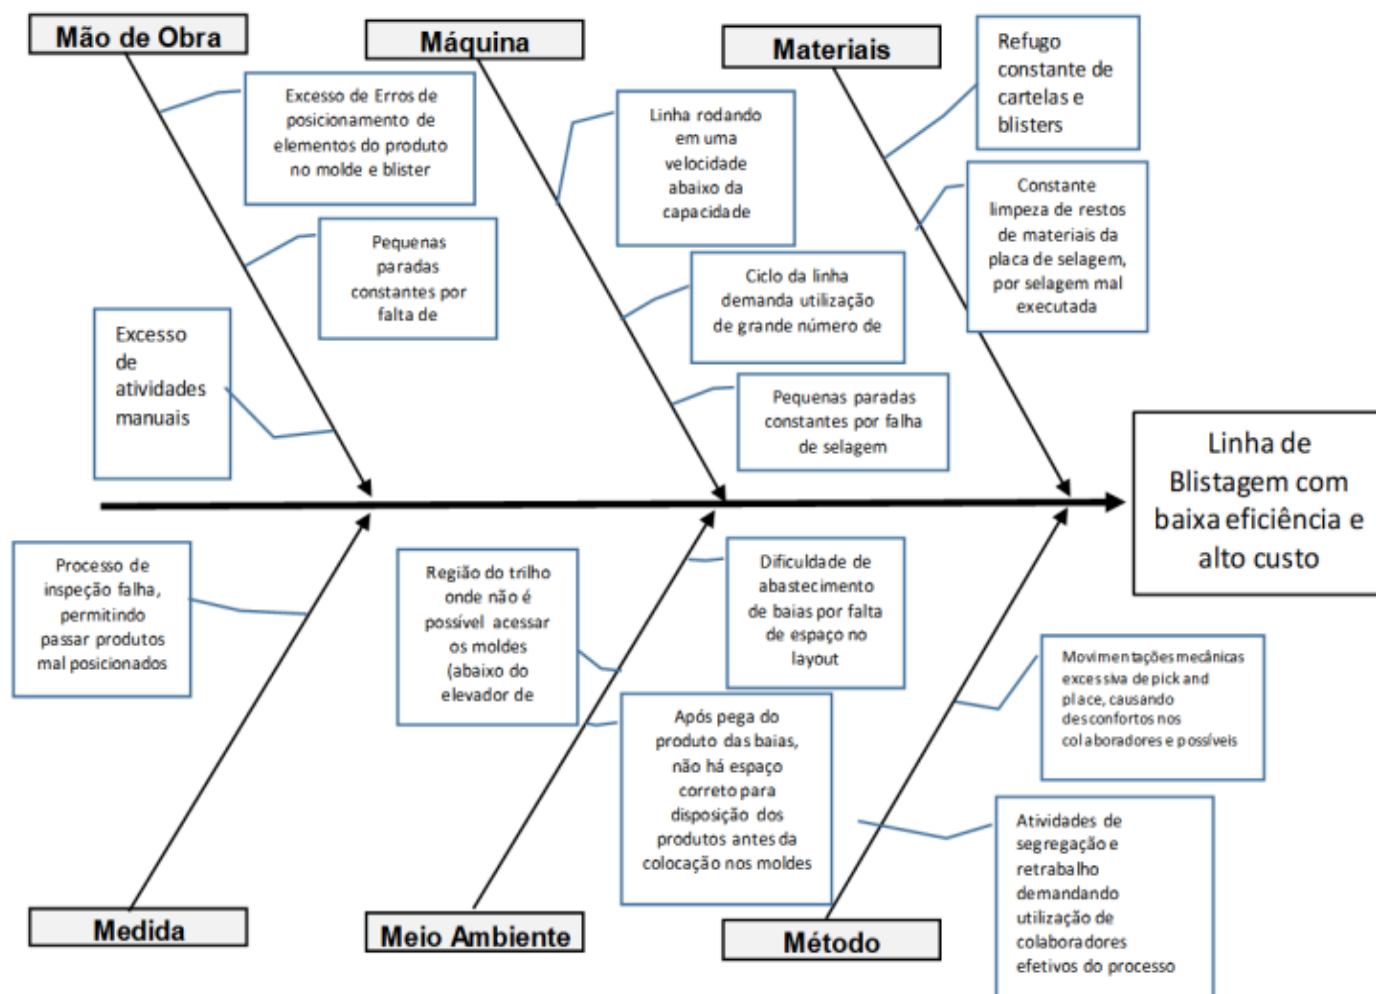 Mão de Obra
Máquina
Materiais
Refugo
constante de
cartelas e
blisters
Excesso de Erros de
posicionamento de
elementos do produto
no molde e blister
Linha rodando
em uma
velocidade
abaixo da
capacidade
Constante
limpeza de restos
de materiais da
placa de selagem,
por selagem mal
executada
Pequenas
paradas
constantes por
falta de
Ciclo da linha
demanda utilização
de grande número de
Excesso
de
atividades
manuais
Pequenas paradas
constantes por falha
de selagem
Linha de
Blistagem com
baixa eficiência e
alto custo
Processo de
inspeção falha,
permitindo
passar produtos
mal posicionados
Região do trilho
onde não é
possível acessar
os moldes
(abaixo do
elevador de
Dificuldade de
abastecimento
de baias por falta
de espaço no
layout
Movimentações mecânicas
excessiva de pick and
place, causando
desconfortos nos
colaboradores e possíveis
Após pega do
produto das baias,
não há espaço
correto para
disposição dos
produtos antes da
colocação nos moldes
Atividades de
segregação e
retrabalho
demandando
utilização de
colaboradores
efetivos do processo
Medida
Meio Ambiente
Método